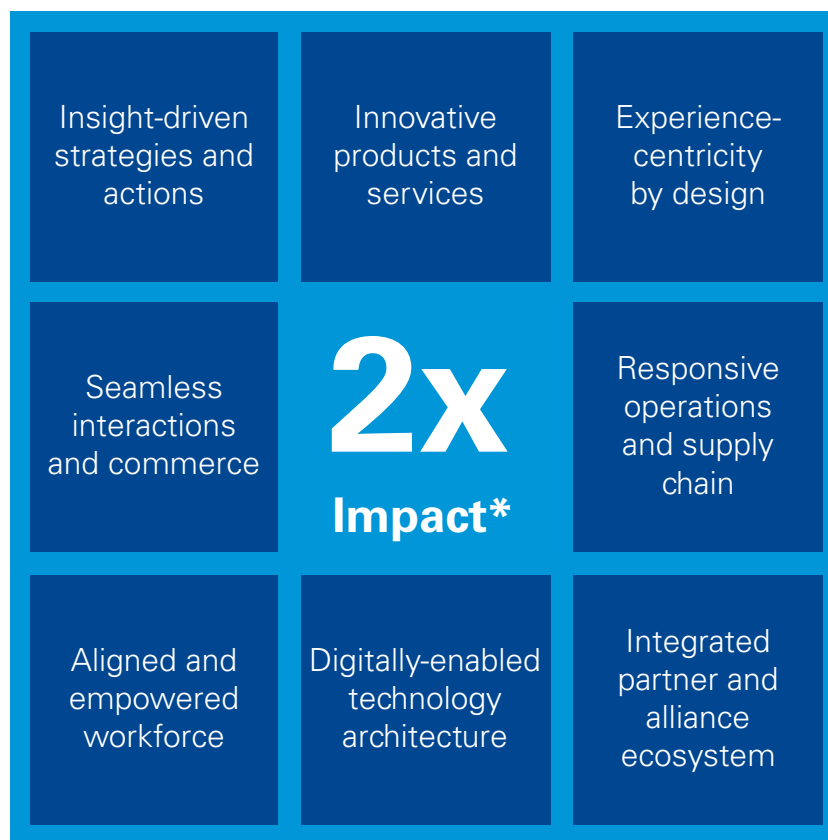 Insight-driven
strategies and
actions
Innovative
products and
services
Experience-
centricity
by design
Seamless
interactions
and commerce
2x
Impact*
Responsive
operations
and supply
chain
Aligned and
empowered
workforce
Digitally-enabled
technology
architecture
Integrated
partner and
alliance
ecosystem